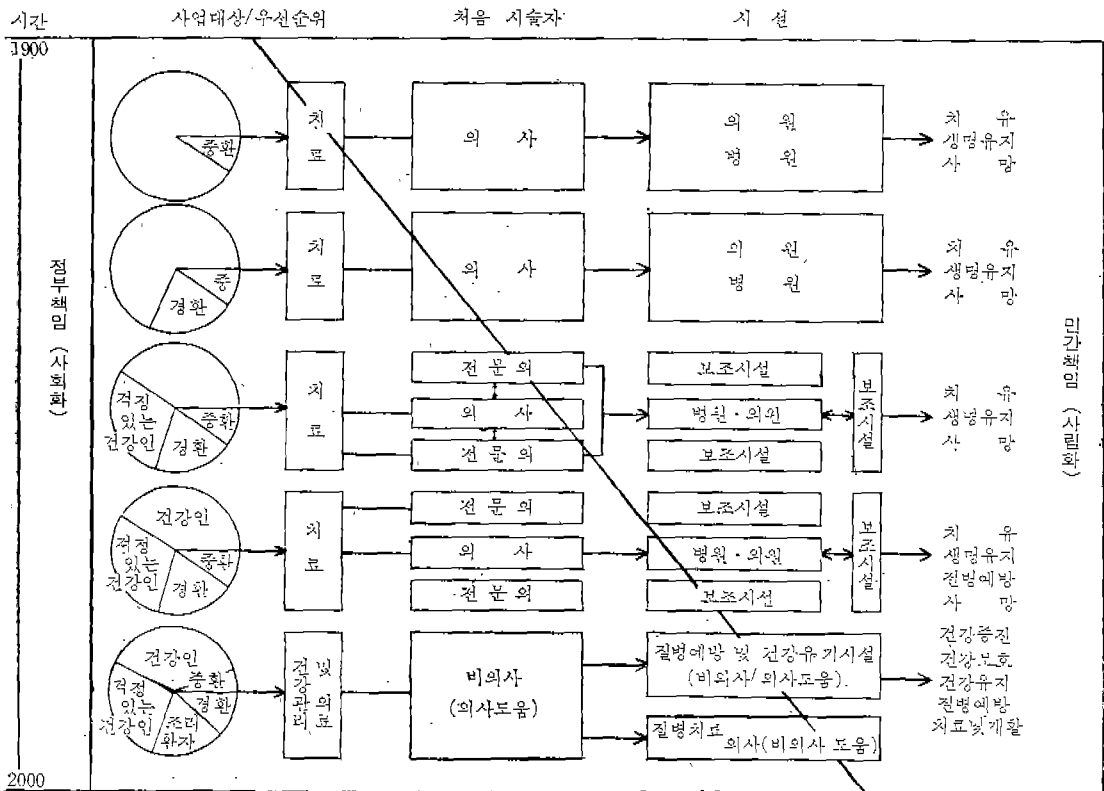 시간 사업대상/우선순위 처음 시술자 시 설
1900
정부책임 (사회화)
민간책임 (사립화)
중환
치 료
의 사
의 원
병 원
치 유
생명유지
사 망
중
경환
치 료
의 사
의 원
병 원
치 유
생명유지
사 망
걱정
있는
건강인
중환
경환
치 료
전 문 의
의 사
전 문 의
보조시설
병원·의원
보조시설
보조시설
치 유
생명유지
사 망
건강인
걱정
있는
건강인
중환
경환
치 료
전 문 의
의 사
전 문 의
보조시설
병원·의원
보조시설
보조시설
치 유
생명유지
질병예방
사 망
건강인
걱정
있는
건강인
중환
경환
환자
건강관리
및 의료
비의사
(의사도움)
질병예방 및 건강유지시설
(비의사/의사도움)
질병치료
의사(비의사 도움)
건강증진
건강보호
건강유지
질병예방
치료및재활
2000